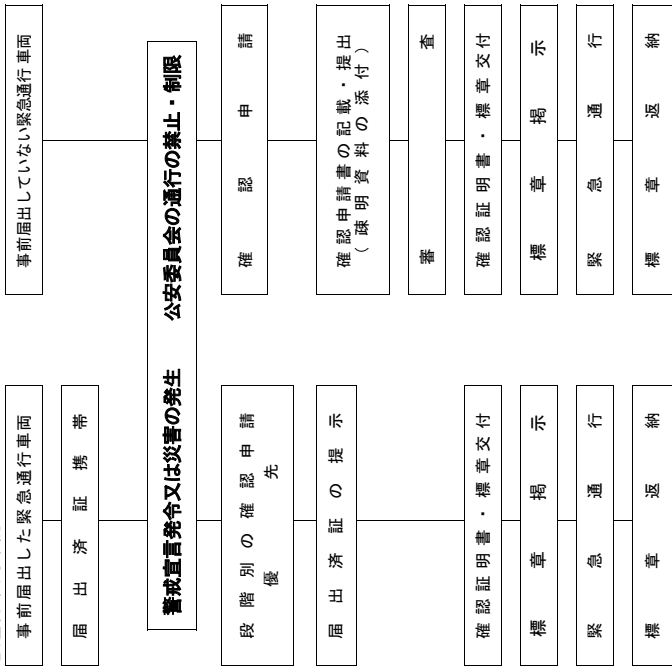 事前届出した緊急通行車両
事前届出していない緊急通行車両
届出済証携帯
警戒宣言発令又は災害の発生　公安委員会の通行の禁止・制限
段階別の確認申請
優先
確認申請
届出済証の提示
確認申請書の記載・提出
（疎明資料の添付）
審査
確認証明書・標章交付
確認証明書・標章交付
標章掲示
標章掲示
緊急通行
緊急通行
標章返納
標章返納